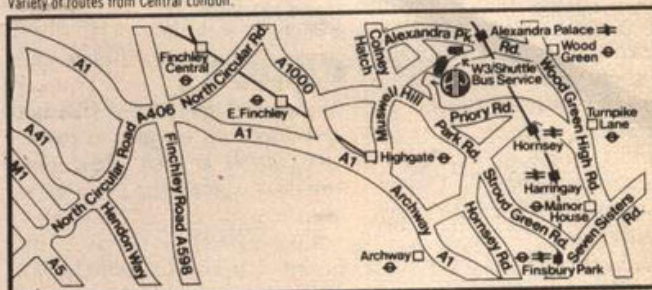 Variety of routes from Central London.
Alexandra Pk. Rd.
Alexandra Palace
Colney Hatch
Wood Green
Finchley Central
North Circular Rd.
A1000
A1
W3/Shuttle Bus Service
Muswell Hill
Wood Green High Rd.
A406
E. Finchley
Priory Rd.
Turnpike Lane
A41
A1
Park Rd.
Hornsey
M1
North Circular Road
Finchley Road A598
A1
Highgate
Harringay
Stroud Green Rd.
Manor House
Hendon Way
Archway
Hornsey Rd.
Seven Sisters Rd.
A5
Archway
A1
Finsbury Park